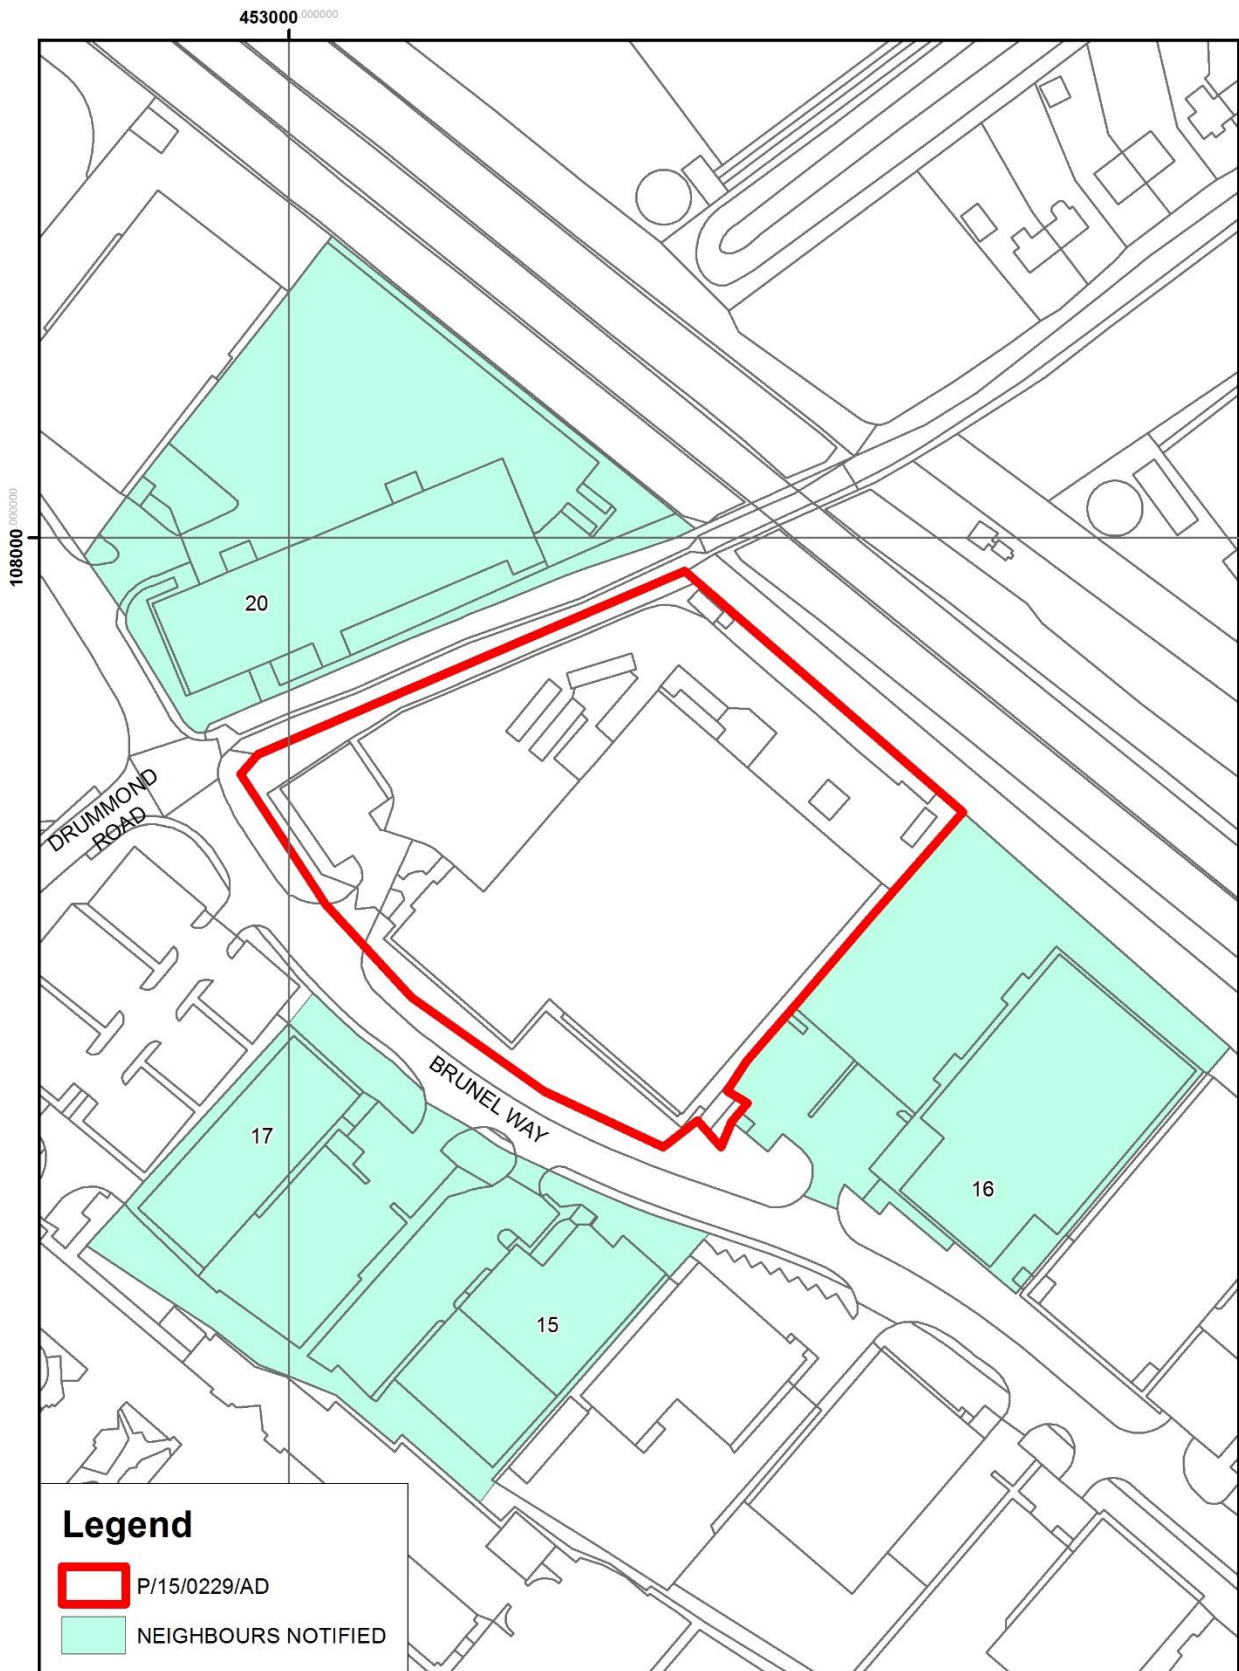 453000.000000
108000.000000
20
DRUMMOND
ROAD
BRUNEL WAY
17
16
15
Legend
P/15/0229/AD
NEIGHBOURS NOTIFIED